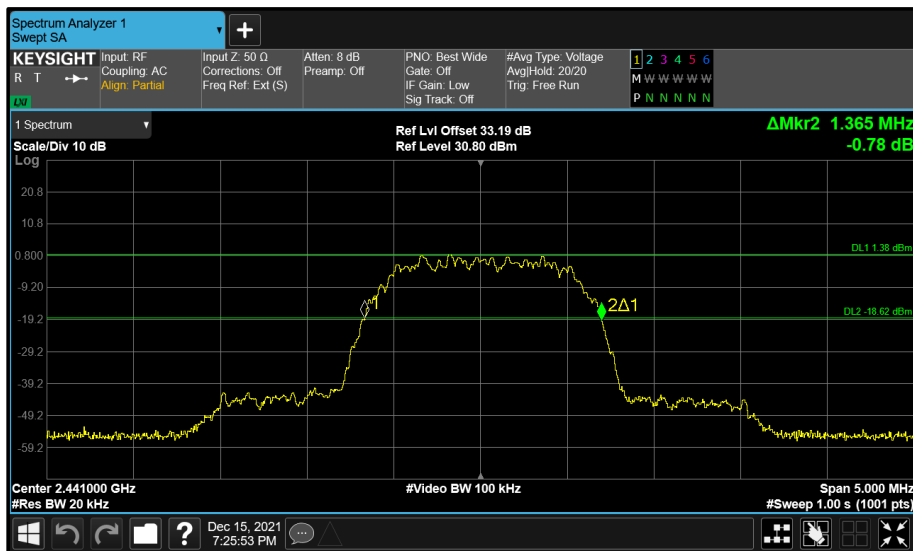 Spectrum Analyzer 1
Swept SA
+
KEYSIGHT
R T
LXI
Input: RF
Coupling: AC
Align: Partial
Input Z: 50 Ω
Corrections: Off
Freq Ref: Ext (S)
Atten: 8 dB
Preamp: Off
PNO: Best Wide
Gate: Off
IF Gain: Low
Sig Track: Off
#Avg Type: Voltage
Avg|Hold: 20/20
Trig: Free Run
1 2 3 4 5 6
M W W W W W
P N N N N N
1 Spectrum
Scale/Div 10 dB
Log
Ref Lvl Offset 33.19 dB
Ref Level 30.80 dBm
ΔMkr2 1.365 MHz
-0.78 dB
20.8
10.8
0.800
DL1 1.38 dBm
-9.20
1
2Δ1
-19.2
DL2 -18.62 dBm
-29.2
-39.2
-49.2
-59.2
Center 2.441000 GHz
#Video BW 100 kHz
Span 5.000 MHz
#Res BW 20 kHz
#Sweep 1.00 s (1001 pts)
?
Dec 15, 2021
7:25:53 PM